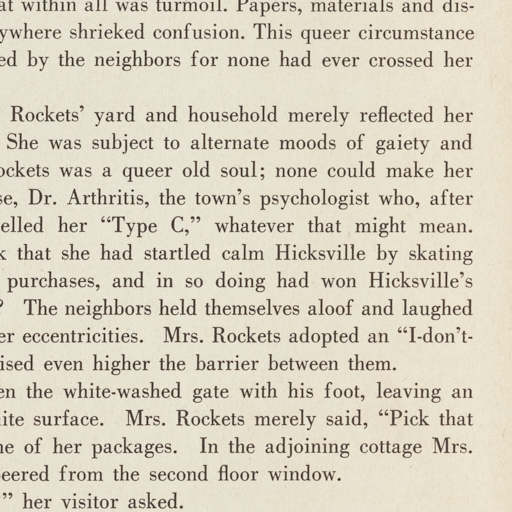 at within all was turmoil. Papers, materials and dis-
ywhere shrieked confusion. This queer circumstance
ed by the neighbors for none had ever crossed her
Rockets' yard and household merely reflected her
She was subject to alternate moods of gaiety and
ockets was a queer old soul; none could make her
se, Dr. Arthritis, the town's psychologist who, after
elled her “Type C,” whatever that might mean.
k that she had startled calm Hicksville by skating
purchases, and in so doing had won Hicksville's
? The neighbors held themselves aloof and laughed
er eccentricities. Mrs. Rockets adopted an “I-don't-
ised even higher the barrier between them.
en the white-washed gate with his foot, leaving an
ite surface. Mrs. Rockets merely said, “Pick that
ne of her packages. In the adjoining cottage Mrs.
eered from the second floor window.
” her visitor asked.